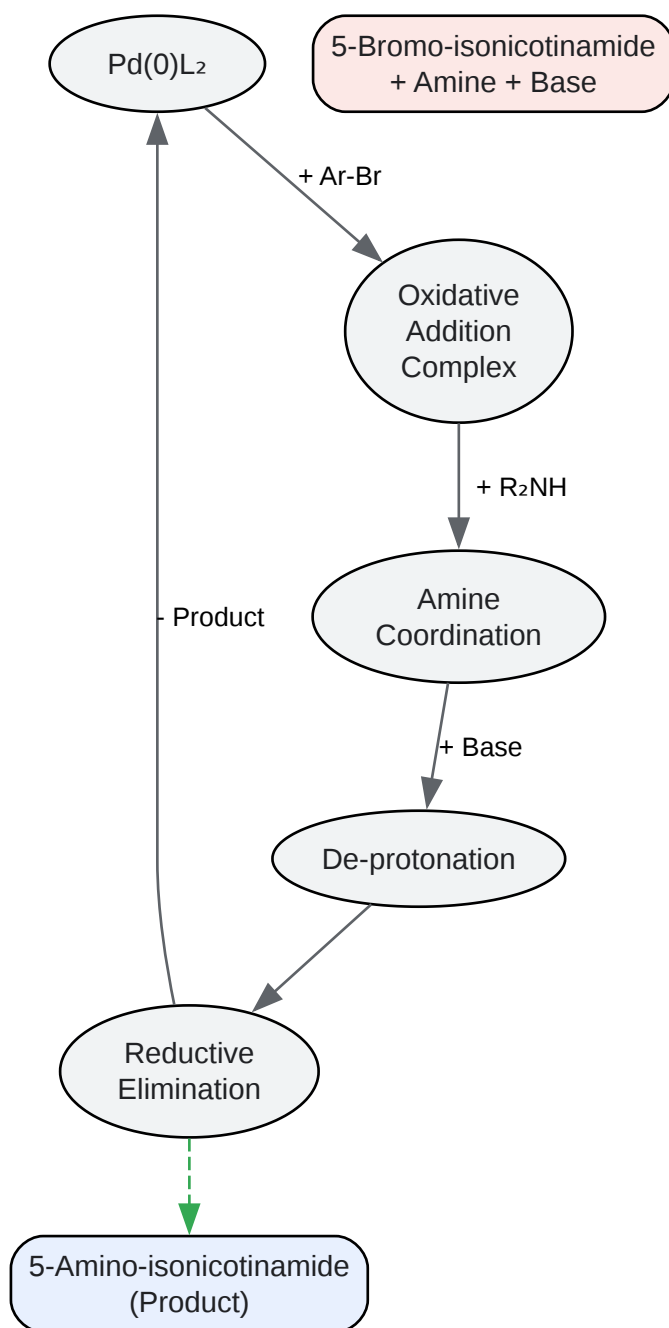 Pd(0)L₂
5-Bromo-isonicotinamide
+ Amine + Base
+ Ar-Br
Oxidative
Addition
Complex
+ R₂NH
Amine
Coordination
- Product
+ Base
De-protonation
Reductive
Elimination
5-Amino-isonicotinamide
(Product)